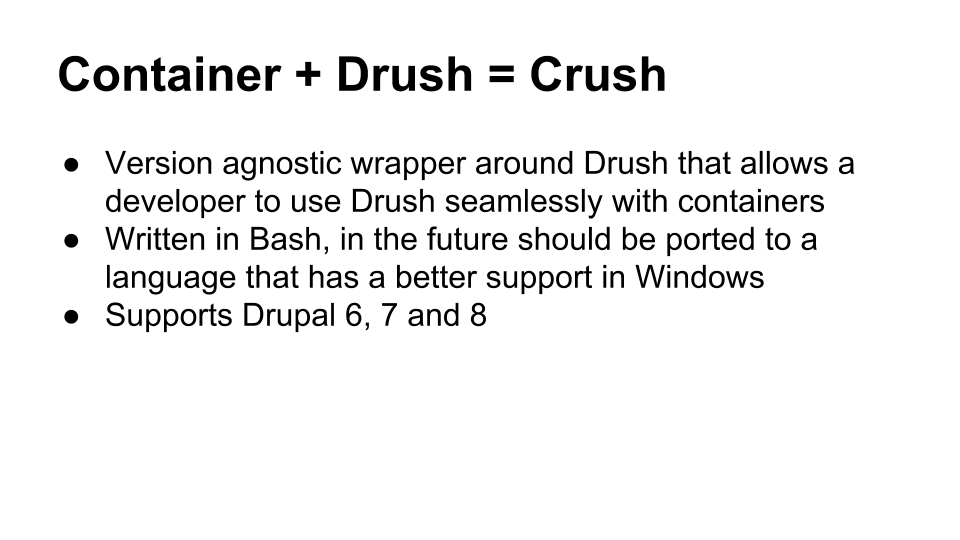 Container + Drush = Crush
● Version agnostic wrapper around Drush that allows a
developer to use Drush seamlessly with containers
● Written in Bash, in the future should be ported to a
language that has a better support in Windows
● Supports Drupal 6, 7 and 8